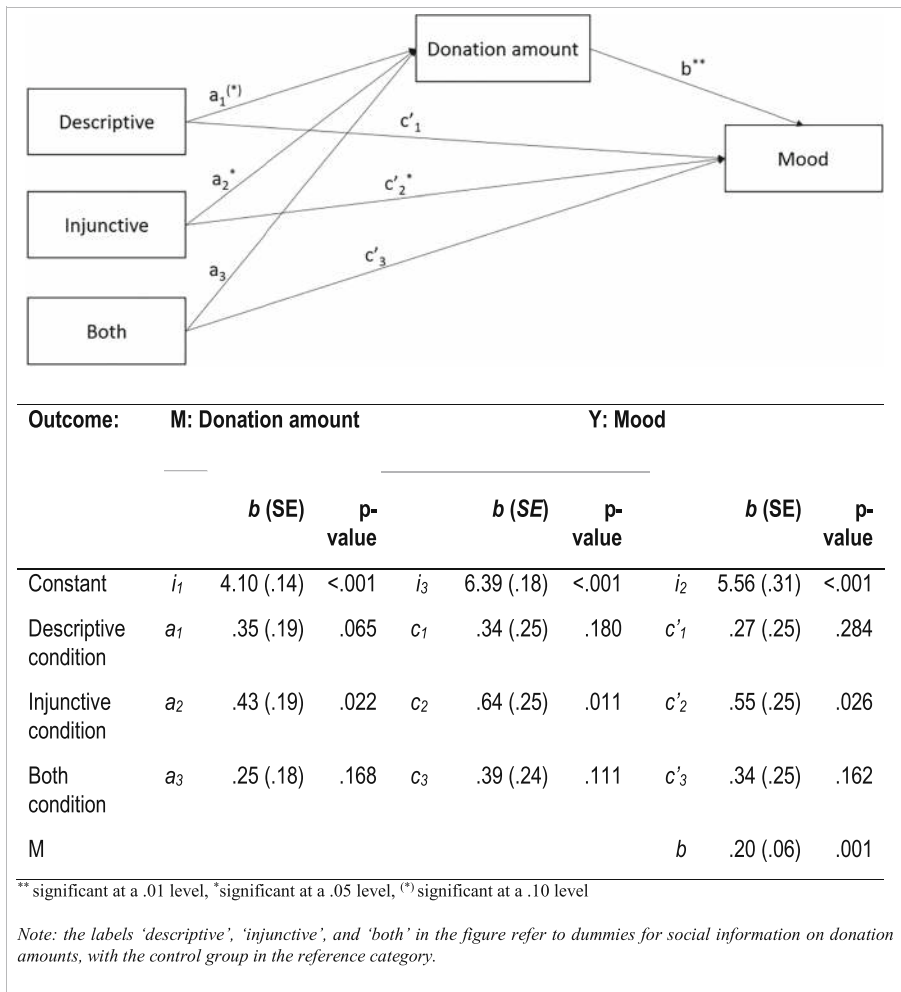 Donation amount
b**
a1(*)
Descriptive
c'1
Mood
a2*
c'2*
Injunctive
a3
c'3
Both
Outcome: M: Donation amount Y: Mood
b (SE) p-value b (SE) p-value b (SE) p-value
Constant i1 4.10 (.14) <.001 i3 6.39 (.18) <.001 i2 5.56 (.31) <.001
Descriptive condition a1 .35 (.19) .065 c1 .34 (.25) .180 c'1 .27 (.25) .284
Injunctive condition a2 .43 (.19) .022 c2 .64 (.25) .011 c'2 .55 (.25) .026
Both condition a3 .25 (.18) .168 c3 .39 (.24) .111 c'3 .34 (.25) .162
M b .20 (.06) .001
** significant at a .01 level, *significant at a .05 level, (*) significant at a .10 level
Note: the labels ‘descriptive’, ‘injunctive’, and ‘both’ in the figure refer to dummies for social information on donation
amounts, with the control group in the reference category.